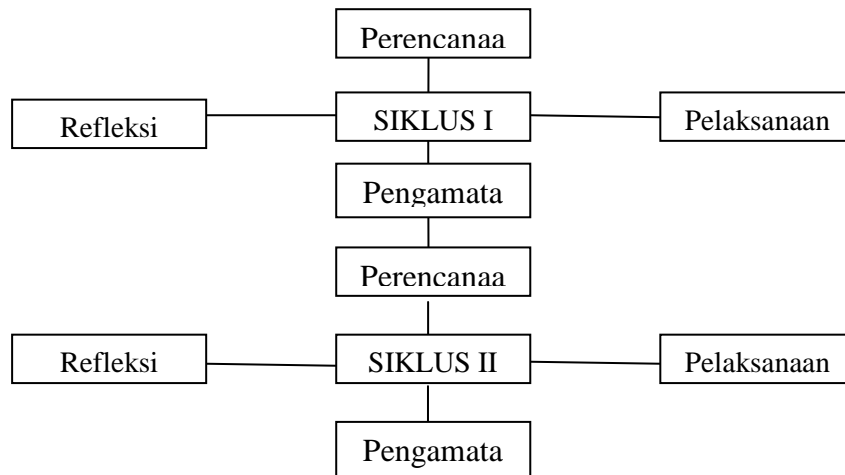 Perencanaa
Refleksi SIKLUS I Pelaksanaan
Pengamata
Perencanaa
Refleksi SIKLUS II Pelaksanaan
Pengamata